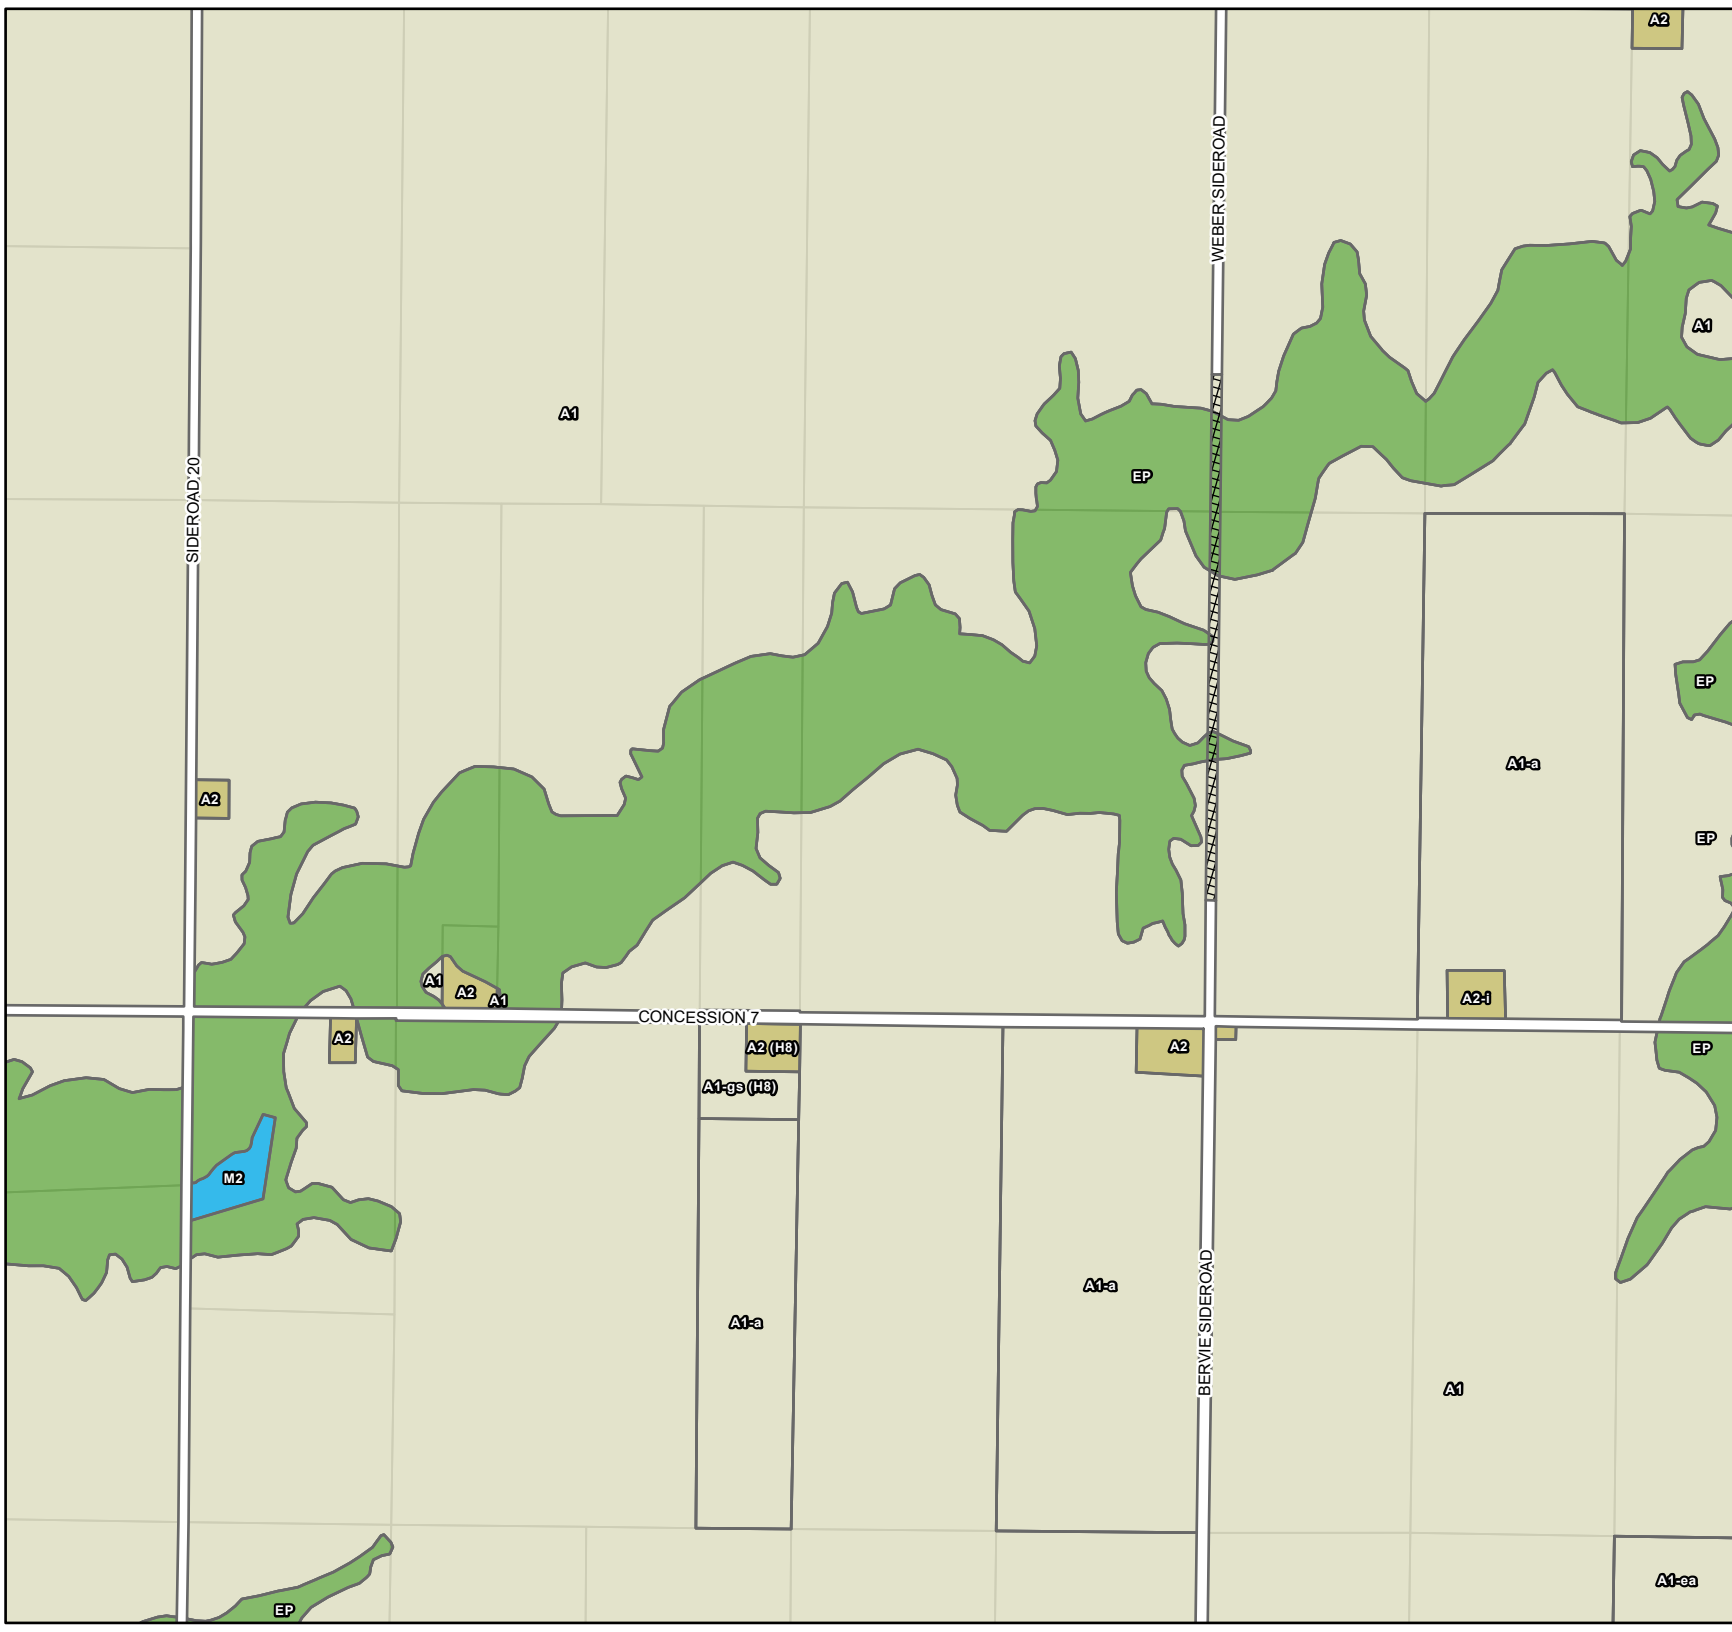 A2
WEBER SIDEROAD
A1
A1
EP
SIDEROAD 20
EP
A1-a
A2
EP
A1
A2
A1
A2-i
CONCESSION 7
A2
A2 (H8)
A2
EP
A1-gs (H8)
M2
A1-a
A1-a
BERVIE SIDEROAD
A1
A1-ea
EP